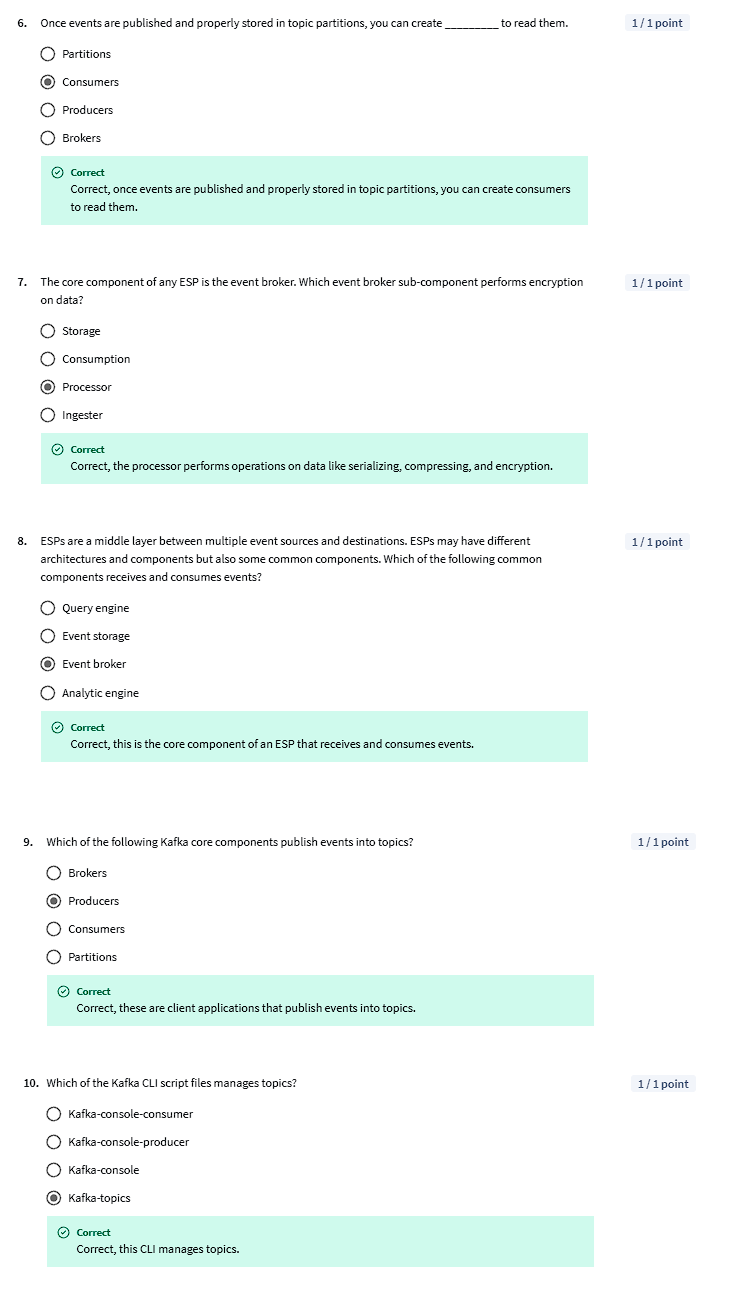 6. Once events are published and properly stored in topic partitions, you can create _________ to read them. 1 / 1 point
Partitions
Consumers
Producers
Brokers
Correct
Correct, once events are published and properly stored in topic partitions, you can create consumers
to read them.
7. The core component of any ESP is the event broker. Which event broker sub-component performs encryption 1 / 1 point
on data?
Storage
Consumption
Processor
Ingester
Correct
Correct, the processor performs operations on data like serializing, compressing, and encryption.
8. ESPs are a middle layer between multiple event sources and destinations. ESPs may have different 1 / 1 point
architectures and components but also some common components. Which of the following common
components receives and consumes events?
Query engine
Event storage
Event broker
Analytic engine
Correct
Correct, this is the core component of an ESP that receives and consumes events.
9. Which of the following Kafka core components publish events into topics? 1 / 1 point
Brokers
Producers
Consumers
Partitions
Correct
Correct, these are client applications that publish events into topics.
10. Which of the Kafka CLI script files manages topics? 1 / 1 point
Kafka-console-consumer
Kafka-console-producer
Kafka-console
Kafka-topics
Correct
Correct, this CLI manages topics.